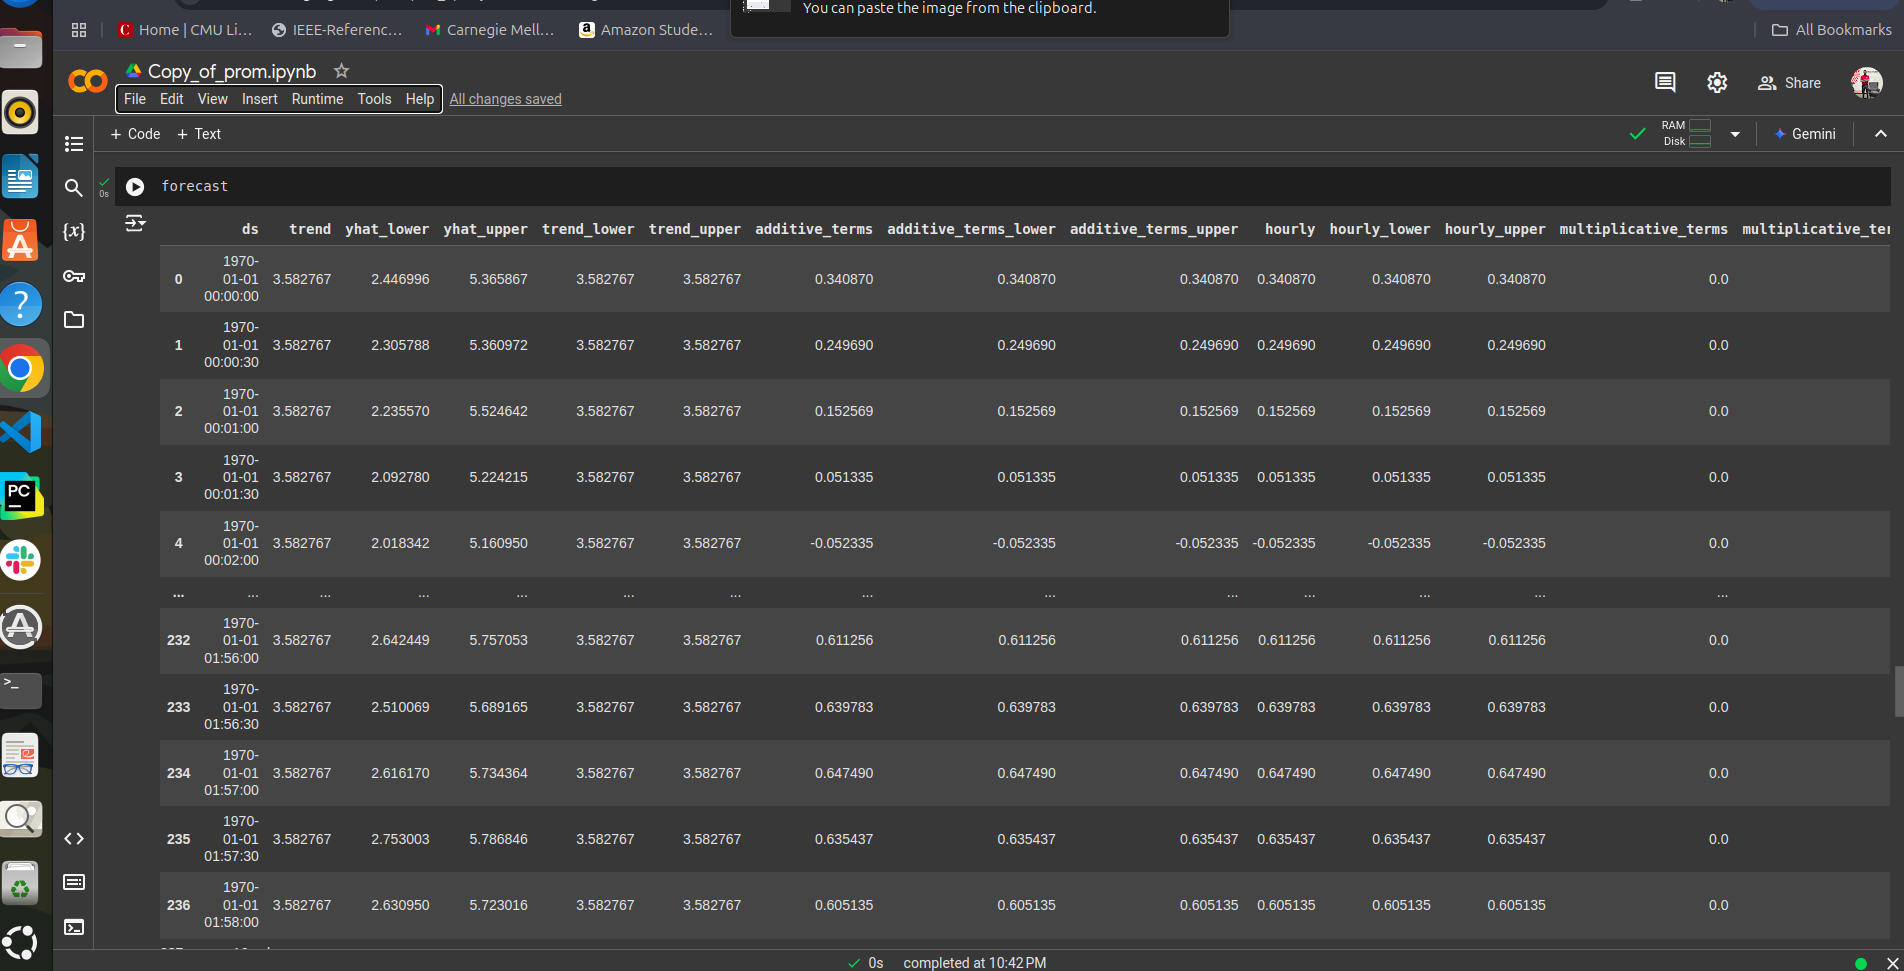 You can paste the image from the clipboard.
Home | CMU Li... IEEE-Referenc... Carnegie Mell... Amazon Stude... All Bookmarks
Copy_of_prom.ipynb
File Edit View Insert Runtime Tools Help All changes saved
Share
+ Code + Text
RAM
Disk
Gemini
forecast
0s
ds trend yhat_lower yhat_upper trend_lower trend_upper additive_terms additive_terms_lower additive_terms_upper hourly hourly_lower hourly_upper multiplicative_terms multiplicative_ter
1970-
0 01-01 3.582767 2.446996 5.365867 3.582767 3.582767 0.340870 0.340870 0.340870 0.340870 0.340870 0.340870 0.0
00:00:00
1970-
1 01-01 3.582767 2.305788 5.360972 3.582767 3.582767 0.249690 0.249690 0.249690 0.249690 0.249690 0.249690 0.0
00:00:30
1970-
2 01-01 3.582767 2.235570 5.524642 3.582767 3.582767 0.152569 0.152569 0.152569 0.152569 0.152569 0.152569 0.0
00:01:00
1970-
3 01-01 3.582767 2.092780 5.224215 3.582767 3.582767 0.051335 0.051335 0.051335 0.051335 0.051335 0.051335 0.0
00:01:30
1970-
4 01-01 3.582767 2.018342 5.160950 3.582767 3.582767 -0.052335 -0.052335 -0.052335 -0.052335 -0.052335 -0.052335 0.0
00:02:00
... ... ... ... ... ... ... ... ... ... ... ... ... ...
1970-
232 01-01 3.582767 2.642449 5.757053 3.582767 3.582767 0.611256 0.611256 0.611256 0.611256 0.611256 0.611256 0.0
01:56:00
1970-
233 01-01 3.582767 2.510069 5.689165 3.582767 3.582767 0.639783 0.639783 0.639783 0.639783 0.639783 0.639783 0.0
01:56:30
1970-
234 01-01 3.582767 2.616170 5.734364 3.582767 3.582767 0.647490 0.647490 0.647490 0.647490 0.647490 0.647490 0.0
01:57:00
1970-
235 01-01 3.582767 2.753003 5.786846 3.582767 3.582767 0.635437 0.635437 0.635437 0.635437 0.635437 0.635437 0.0
01:57:30
1970-
236 01-01 3.582767 2.630950 5.723016 3.582767 3.582767 0.605135 0.605135 0.605135 0.605135 0.605135 0.605135 0.0
01:58:00
0s completed at 10:42 PM
{x}
PC